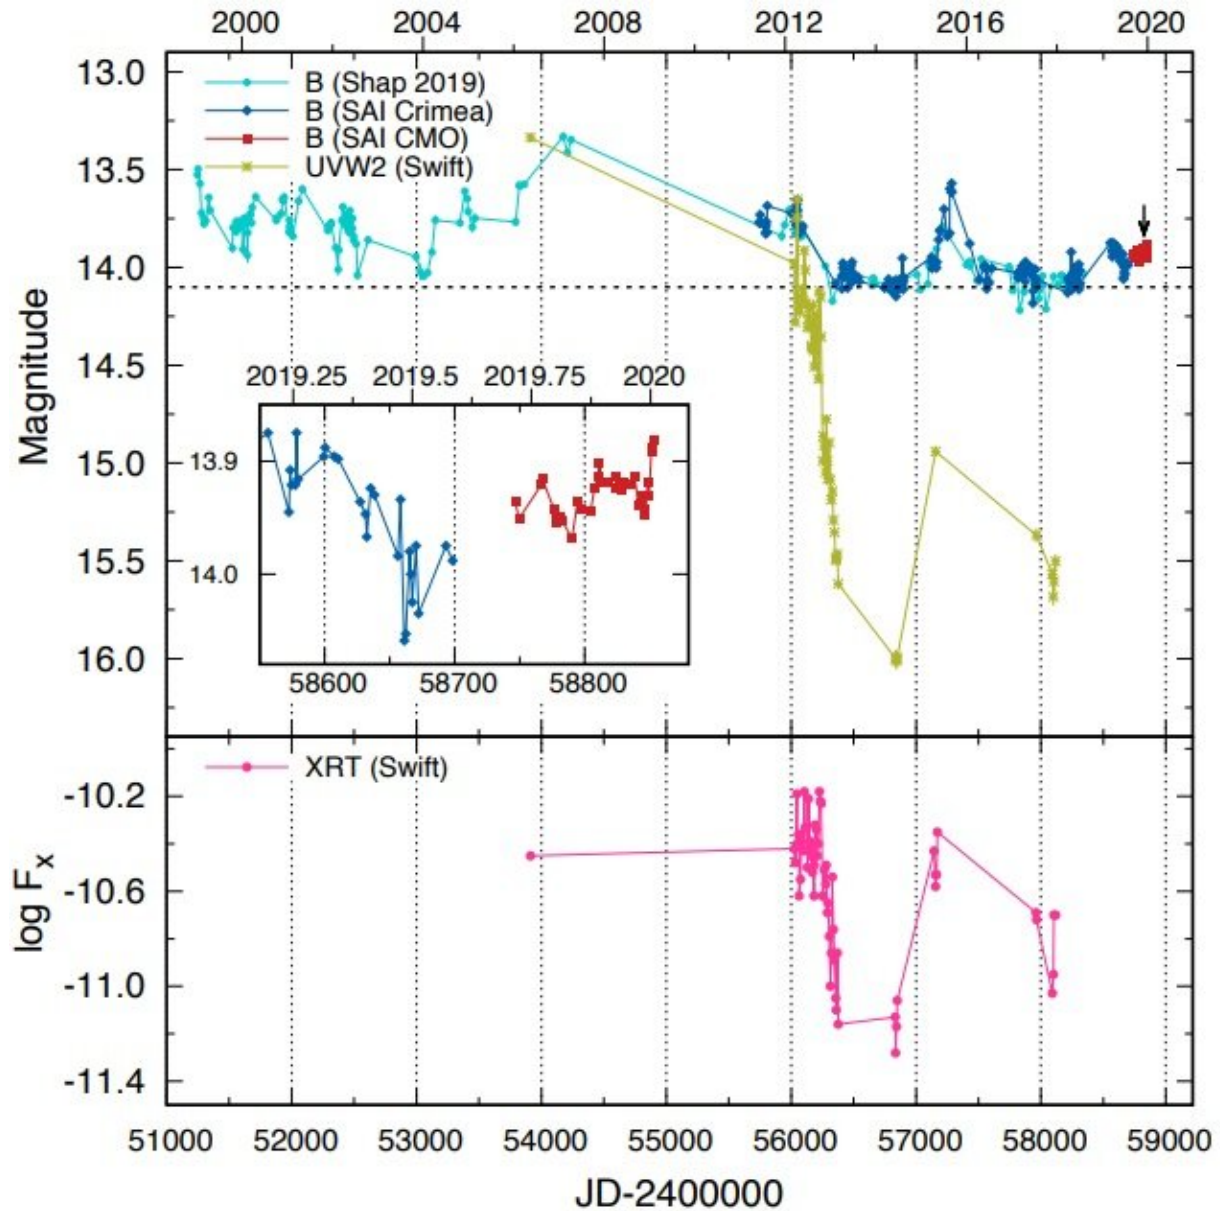 2000 2004 2008 2012 2016 2020
13.0
B (Shap 2019)
B (SAI Crimea)
B (SAI CMO)
UVW2 (Swift)
13.5
14.0
14.5
15.0
15.5
16.0
Magnitude
2019.25 2019.5 2019.75 2020
13.9
14.0
58600 58700 58800
XRT (Swift)
-10.2
-10.6
-11.0
-11.4
log Fx
51000 52000 53000 54000 55000 56000 57000 58000 59000
JD-2400000